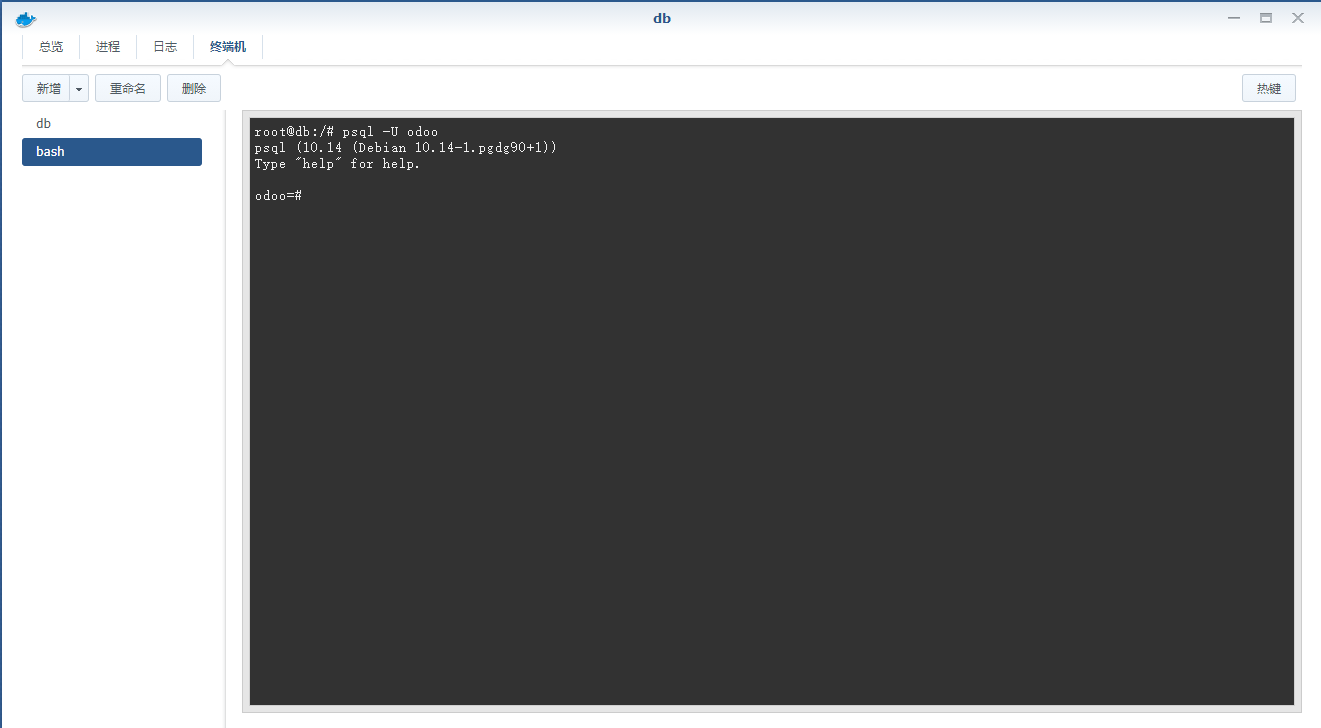 db
总览 进程 日志 终端机
新增 重命名 删除 热键
db
bash
root@db:/# psql -U odoo
psql (10.14 (Debian 10.14-1.pgdg90+1))
Type "help" for help.
odoo=#